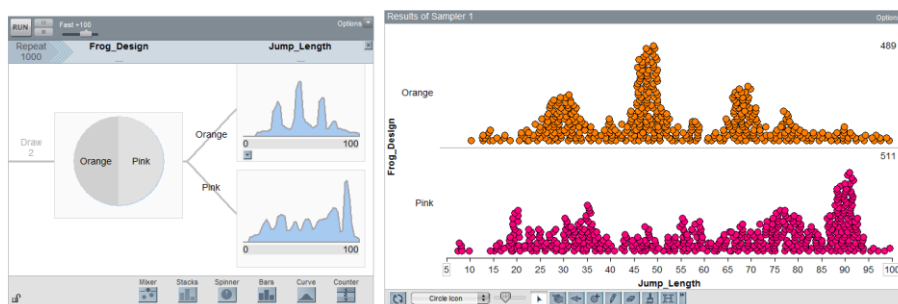 RUN
Fast +100
Options
Repeat
1000
Frog_Design
Jump_Length
Draw
2
Orange
Pink
Orange
0
100
Pink
0
100
Mixer
Stacks
Spinner
Bars
Curve
Counter
Results of Sampler 1
Option
489
Orange
511
Pink
Frog_Design
5
10
15
20
25
30
35
40
45
50
55
60
65
70
75
80
85
90
95
100
Jump_Length
Circle Icon